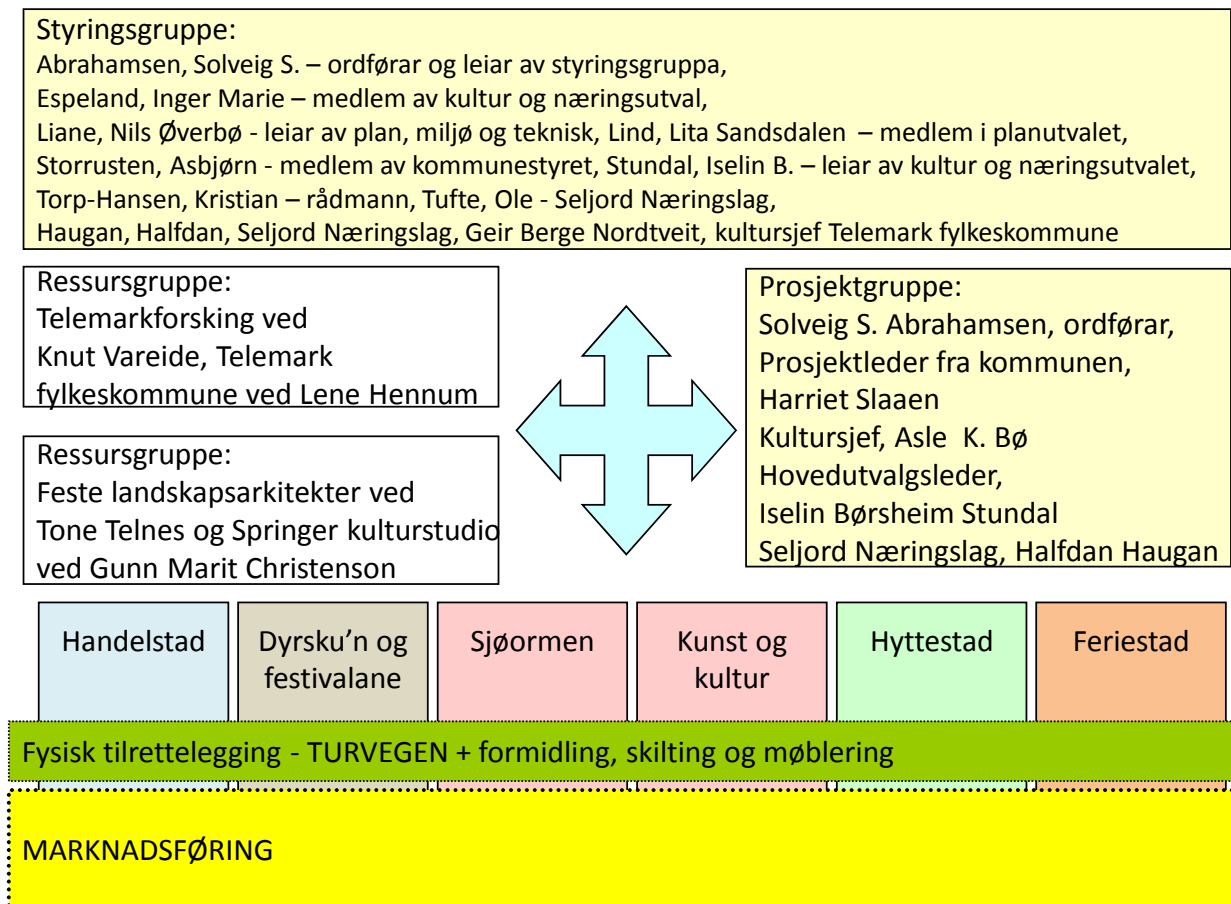 Styringsgruppe:
Abrahamsen, Solveig S. – ordførar og leiar av styringsgruppa,
Espeland, Inger Marie – medlem av kultur og næringsutval,
Liane, Nils Øverbø - leiar av plan, miljø og teknisk, Lind, Lita Sandsdalen – medlem i planutvalet,
Storrusten, Asbjørn - medlem av kommunestyret, Stundal, Iselin B. – leiar av kultur og næringsutvalet,
Torp-Hansen, Kristian – rådmann, Tufte, Ole - Seljord Næringslag,
Haugan, Halfdan, Seljord Næringslag, Geir Berge Nordtveit, kultursjef Telemark fylkeskommune
Ressursgruppe:
Telemarkforsking ved
Knut Vareide, Telemark
fylkeskommune ved Lene Hennum
Ressursgruppe:
Feste landskapsarkitekter ved
Tone Telnes og Springer kulturstudio
ved Gunn Marit Christenson
Prosjektgruppe:
Solveig S. Abrahamsen, ordførar,
Prosjektleder fra kommunen,
Harriet Slaaen
Kultursjef, Asle K. Bø
Hovedutvalgsleder,
Iselin Børsheim Stundal
Seljord Næringslag, Halfdan Haugan
Handelstad
Dyrsku’n og
festivalane
Sjøormen
Kunst og
kultur
Hyttestad
Feriestad
Fysisk tilrettelegging - TURVEGEN + formidling, skilting og møblering
MARKNADSFØRING